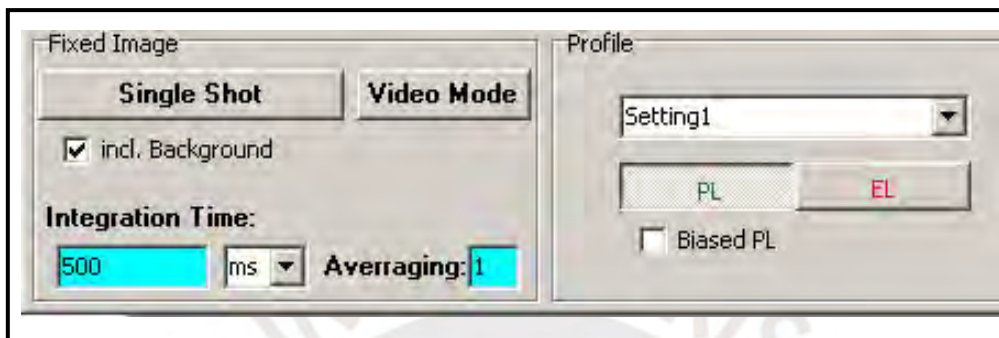 Fixed Image
Single Shot
Video Mode
incl. Background
Integration Time:
500
ms
Averraging:
1
Profile
Setting1
PL
EL
Biased PL